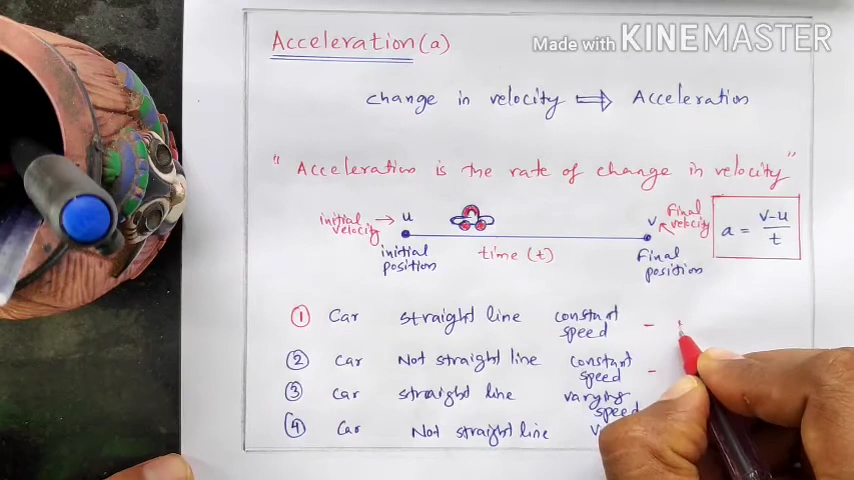 Made with KINEMASTER
Acceleration (a)
change in velocity ⇒ Acceleration
"Acceleration is the rate of change in velocity"
initial velocity → u
v Final velocity
a = v-u / t
initial position
time (t)
Final position
① Car straight line constant speed -
② Car Not straight line constant speed -
③ Car straight line varying speed
④ Car Not straight line